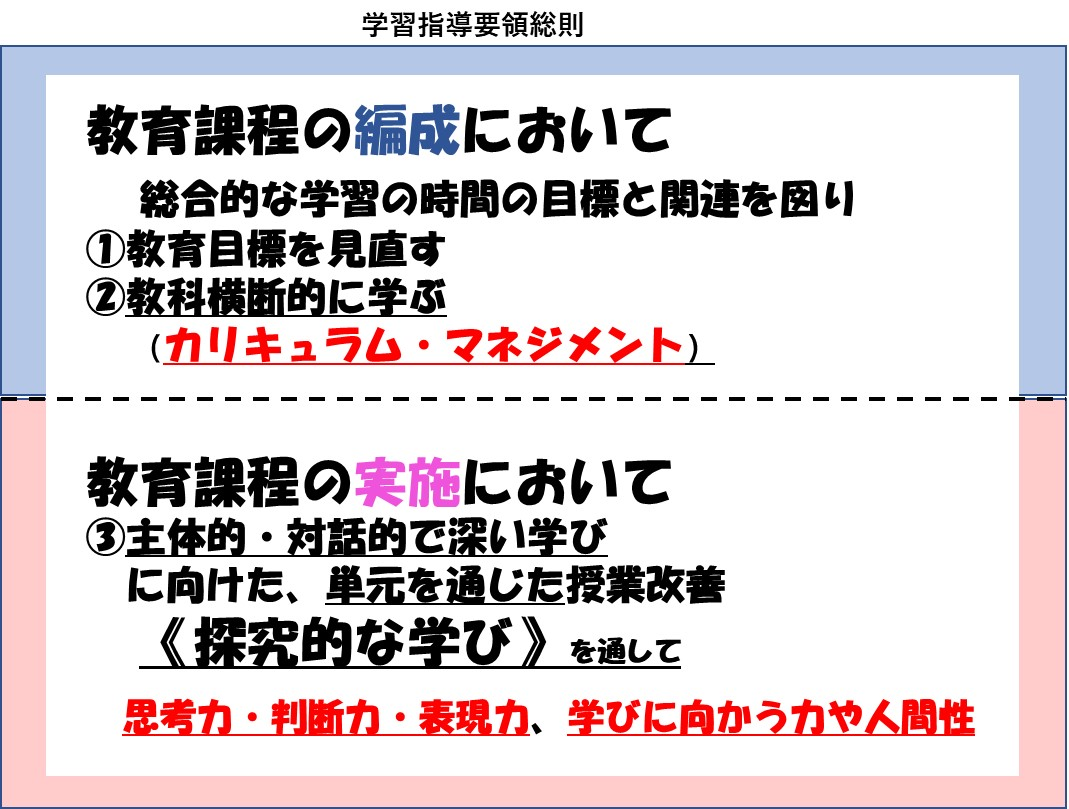 学習指導要領総則
教育課程の編成において
総合的な学習の時間の目標と関連を図り
①教育目標を見直す
②教科横断的に学ぶ
（カリキュラム・マネジメント）
教育課程の実施において
③主体的・対話的で深い学び
に向けた、単元を通じた授業改善
《探究的な学び》を通して
思考力・判断力・表現力、学びに向かう力や人間性